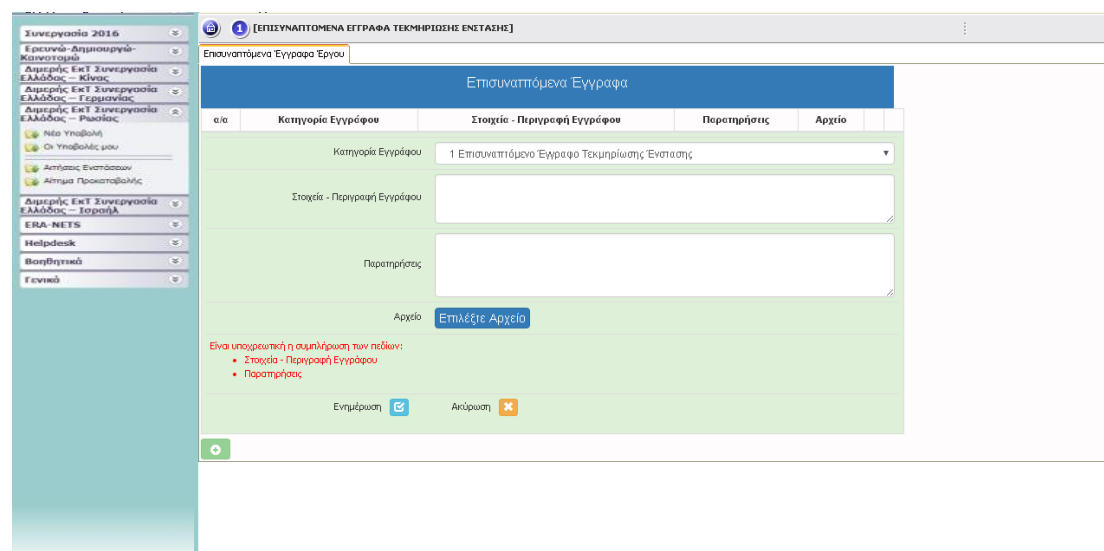 Συνεργασία 2016
Ερευνώ-Δημιουργώ-
Καινοτομώ
Διμερής ΕκΤ Συνεργασία
Ελλάδας – Κίνας
Διμερής ΕκΤ Συνεργασία
Ελλάδας – Γερμανίας
Διμερής ΕκΤ Συνεργασία
Ελλάδας – Ρωσίας
Νέα Υποβολή
Οι Υποβολές μου
Αιτήσεις Ενστάσεων
Αίτημα Προκαταβολής
Διμερής ΕκΤ Συνεργασία
Ελλάδας – Ισραήλ
ERA-NETS
Helpdesk
Βοηθητικά
Γενικά
1 [ΕΠΙΣΥΝΑΠΤΟΜΕΝΑ ΕΓΓΡΑΦΑ ΤΕΚΜΗΡΙΩΣΗΣ ΕΝΣΤΑΣΗΣ]
Επισυναπτόμενα Έγγραφα Έργου
Επισυναπτόμενα Έγγραφα
α/α Κατηγορία Εγγράφου Στοιχεία - Περιγραφή Εγγράφου Παρατηρήσεις Αρχείο
Κατηγορία Εγγράφου 1 Επισυναπτόμενο Έγγραφο Τεκμηρίωσης Ένστασης
Στοιχεία - Περιγραφή Εγγράφου
Παρατηρήσεις
Αρχείο Επιλέξτε Αρχείο
Είναι υποχρεωτική η συμπλήρωση των πεδίων:
• Στοιχεία - Περιγραφή Εγγράφου
• Παρατηρήσεις
Ενημέρωση Ακύρωση